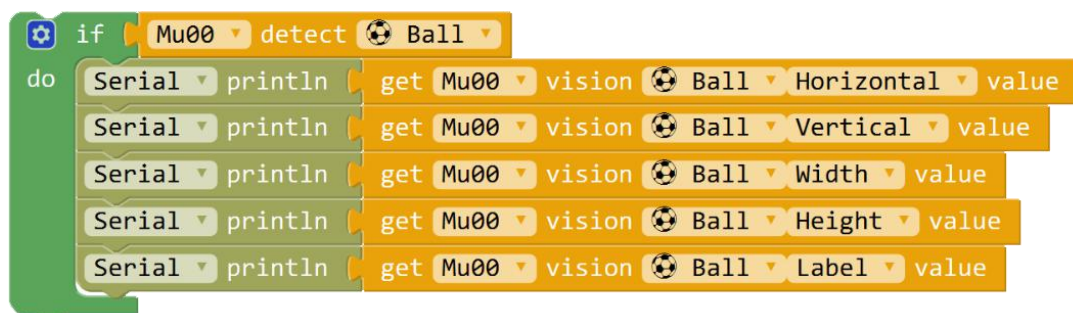 if Mu00 detect Ball
do Serial println get Mu00 vision Ball Horizontal value
Serial println get Mu00 vision Ball Vertical value
Serial println get Mu00 vision Ball Width value
Serial println get Mu00 vision Ball Height value
Serial println get Mu00 vision Ball Label value